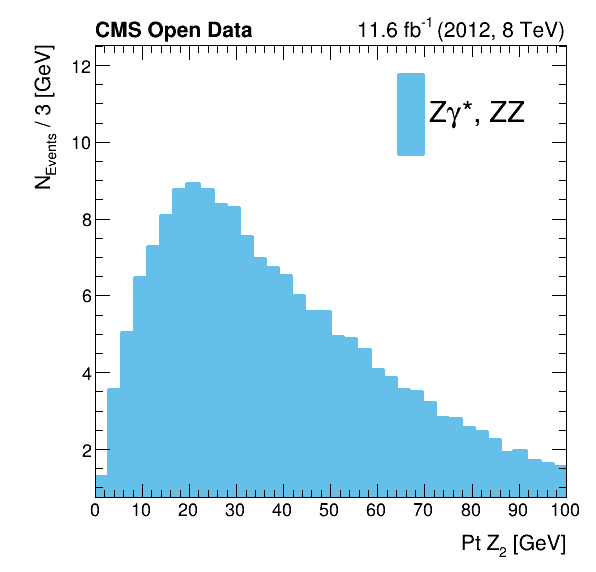 CMS Open Data 11.6 fb⁻¹ (2012, 8 TeV)
N_Events / 3 [GeV]
12
10
8
6
4
2
Zγ*, ZZ
0 10 20 30 40 50 60 70 80 90 100
Pt Z₂ [GeV]